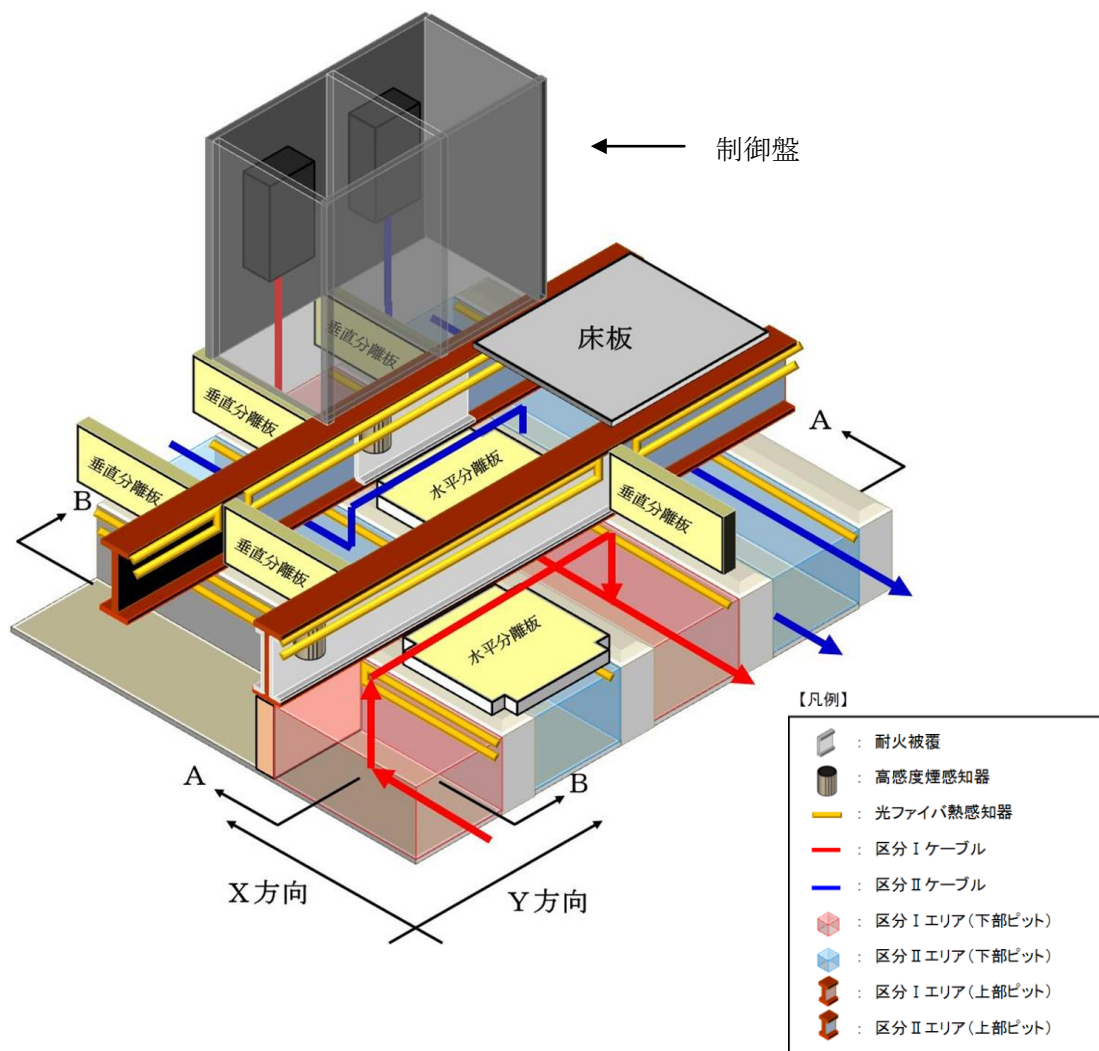 制御盤
床板
垂直分離板
垂直分離板
垂直分離板
垂直分離板
垂直分離板
水平分離板
水平分離板
A
B
A
B
X方向
Y方向
【凡例】
： 耐火被覆
： 高感度煙感知器
： 光ファイバ熱感知器
： 区分Ⅰケーブル
： 区分Ⅱケーブル
： 区分Ⅰエリア(下部ピット)
： 区分Ⅱエリア(下部ピット)
： 区分Ⅰエリア(上部ピット)
： 区分Ⅱエリア(上部ピット)